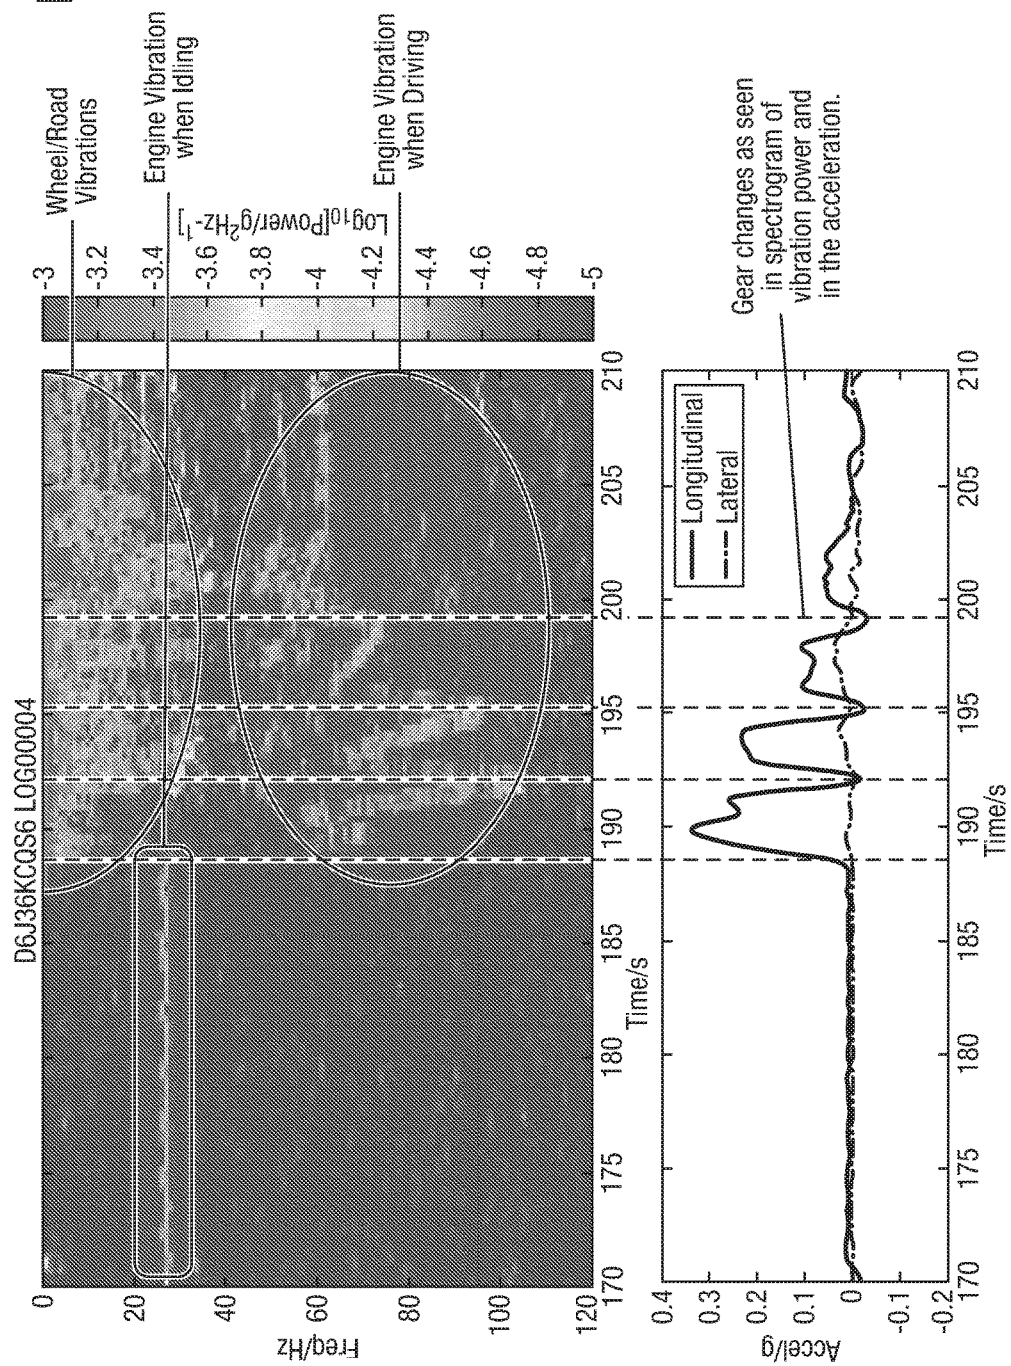 D6J36KCQS6 LOG00004
0
20
40
60
80
100
120
Freq/Hz
170
175
180
185
190
195
200
205
210
Time/s
-3
-3.2
-3.4
-3.6
-3.8
-4
-4.2
-4.4
-4.6
-4.8
-5
Log10[Power/g2Hz-1]
Wheel/Road
Vibrations
Engine Vibration
when Idling
Engine Vibration
when Driving
0.4
0.3
0.2
0.1
0
-0.1
-0.2
Accel/g
Longitudinal
Lateral
170
175
180
185
190
195
200
205
210
Time/s
Gear changes as seen
in spectrogram of
vibration power and
in the acceleration.